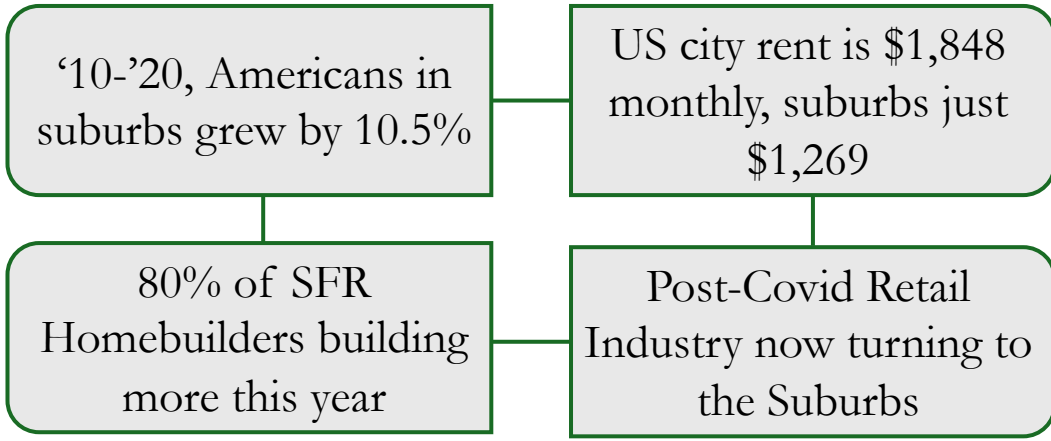 ‘10-’20, Americans in
suburbs grew by 10.5%
US city rent is $1,848
monthly, suburbs just
$1,269
80% of SFR
Homebuilders building
more this year
Post-Covid Retail
Industry now turning to
the Suburbs